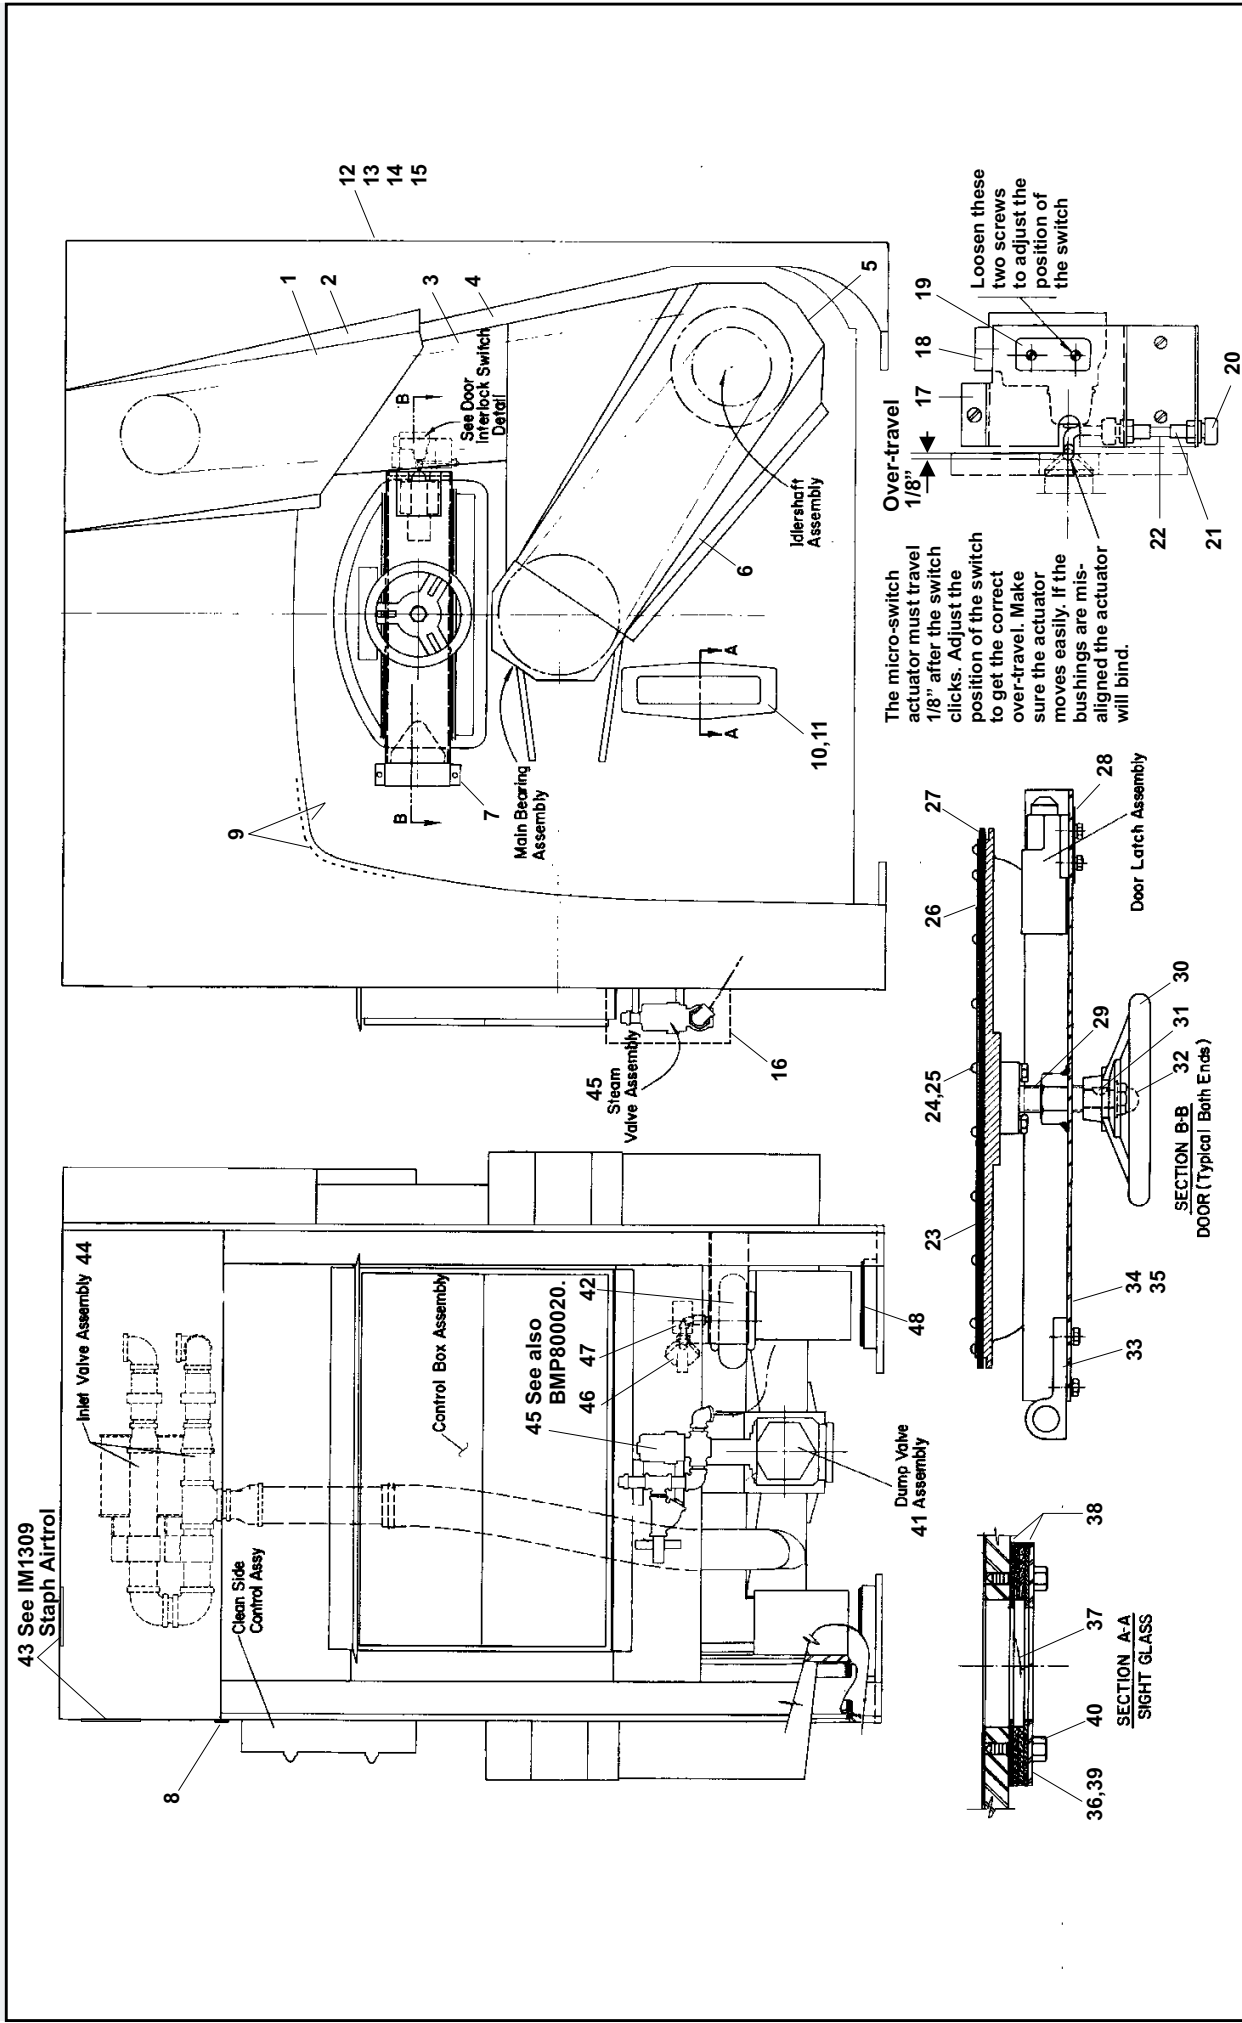 43 See IM1309
Staph Airtrol
Inlet Valve Assembly 44
8
Clean Side
Control Assy
Control Box Assembly
45 See also
BMP800020.
46
47
42
48
Dump Valve
41 Assembly
45
Steam
Valve Assembly
16
9
1
2
3
4
12
13
14
15
B
B
See Door
Interlock Switch
Detail
7
Main Bearing
Assembly
5
6
Idlershaft
Assembly
A
A
10,11
36,39
40
37
38
SECTION A-A
SIGHT GLASS
33
34
35
23
24,25
26
27
28
29
30
31
32
Door Latch Assembly
SECTION B-B
DOOR (Typical Both Ends)
The micro-switch
actuator must travel
1/8” after the switch
clicks. Adjust the
position of the switch
to get the correct
over-travel. Make
sure the actuator
moves easily. If the
bushings are mis-
aligned the actuator
will bind.
Over-travel
1/8”
17
18
19
Loosen these
two screws
to adjust the
position of
the switch
22
21
20